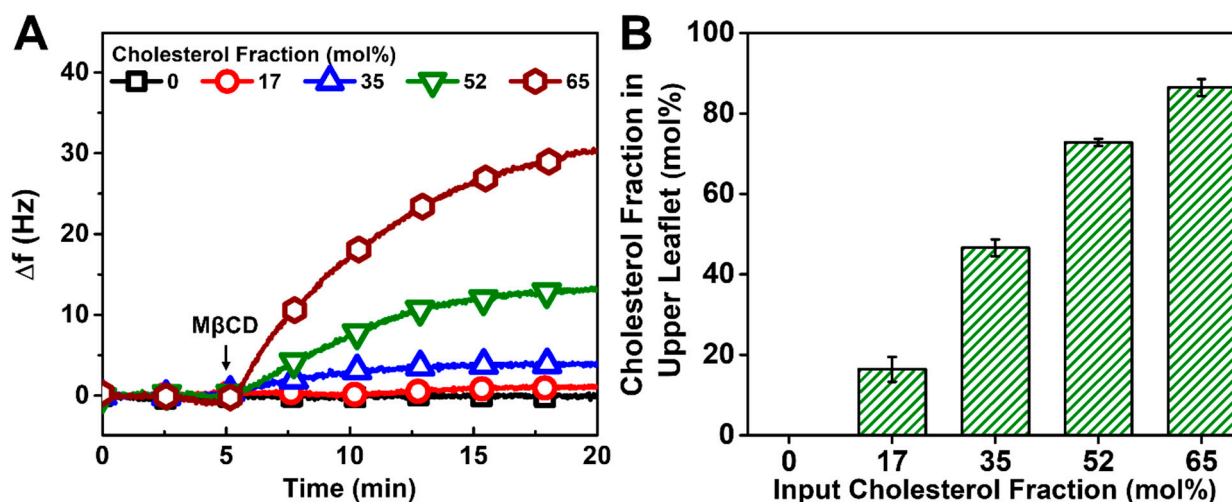 A
Cholesterol Fraction (mol%)
0 17 35 52 65
40
30
20
10
0
Δf (Hz)
MβCD
0 5 10 15 20
Time (min)
B
100
80
60
40
20
0
Cholesterol Fraction in
Upper Leaflet (mol%)
0 17 35 52 65
Input Cholesterol Fraction (mol%)